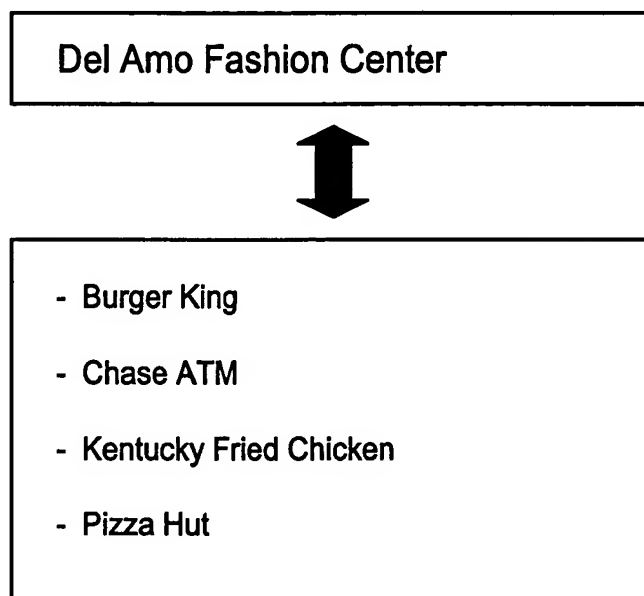 Del Amo Fashion Center
- Burger King
- Chase ATM
- Kentucky Fried Chicken
- Pizza Hut